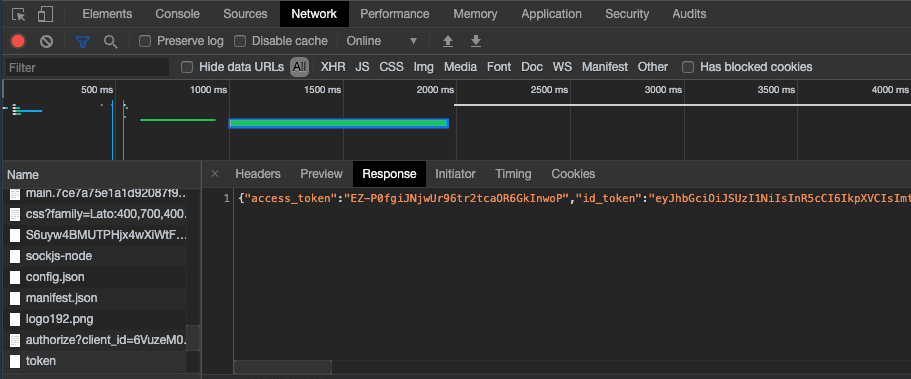 Elements Console Sources Network Performance Memory Application Security Audits
Preserve log Disable cache Online
Filter Hide data URLs All XHR JS CSS Img Media Font Doc WS Manifest Other Has blocked cookies
500 ms 1000 ms 1500 ms 2000 ms 2500 ms 3000 ms 3500 ms 4000 ms
Name × Headers Preview Response Initiator Timing Cookies
main.7ce7a75e1a1d92087f9...
1 {"access_token":"EZ-P0fgiJNjwUr96tr2tcaOR6GkInwoP","id_token":"eyJhbGciOiJSUzI1NiIsInR5cCI6IkpXVCIsImt
css?family=Lato:400,700,400...
S6uyw4BMUTPHjx4wXiWtF...
sockjs-node
config.json
manifest.json
logo192.png
authorize?client_id=6VuzeM0...
token